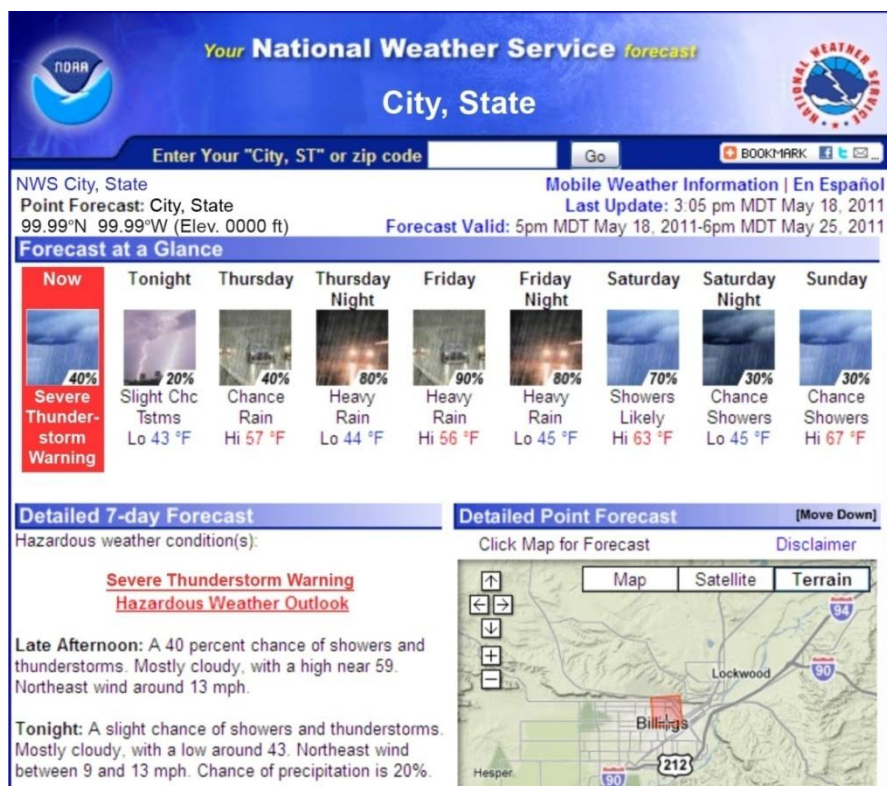 NOAA
Your National Weather Service forecast
NATIONAL WEATHER SERVICE
City, State
Enter Your "City, ST" or zip code Go BOOKMARK
NWS City, State Mobile Weather Information | En Español
Point Forecast: City, State Last Update: 3:05 pm MDT May 18, 2011
99.99°N 99.99°W (Elev. 0000 ft) Forecast Valid: 5pm MDT May 18, 2011-6pm MDT May 25, 2011
Forecast at a Glance
Now Tonight Thursday Thursday Friday Friday Saturday Saturday Sunday
Night Night Night
40% 20% 40% 80% 90% 80% 70% 30% 30%
Severe Slight Chc Chance Heavy Heavy Heavy Showers Chance Chance
Thunder- Tstms Rain Rain Rain Rain Likely Showers Showers
storm Lo 43 °F Hi 57 °F Lo 44 °F Hi 56 °F Lo 45 °F Hi 63 °F Lo 45 °F Hi 67 °F
Warning
Detailed 7-day Forecast
Hazardous weather condition(s):
Severe Thunderstorm Warning
Hazardous Weather Outlook
Late Afternoon: A 40 percent chance of showers and
thunderstorms. Mostly cloudy, with a high near 59.
Northeast wind around 13 mph.
Tonight: A slight chance of showers and thunderstorms.
Mostly cloudy, with a low around 43. Northeast wind
between 9 and 13 mph. Chance of precipitation is 20%.
Detailed Point Forecast [Move Down]
Click Map for Forecast Disclaimer
Map Satellite Terrain
94
Lockwood 90
Billings
212
Hesper 90